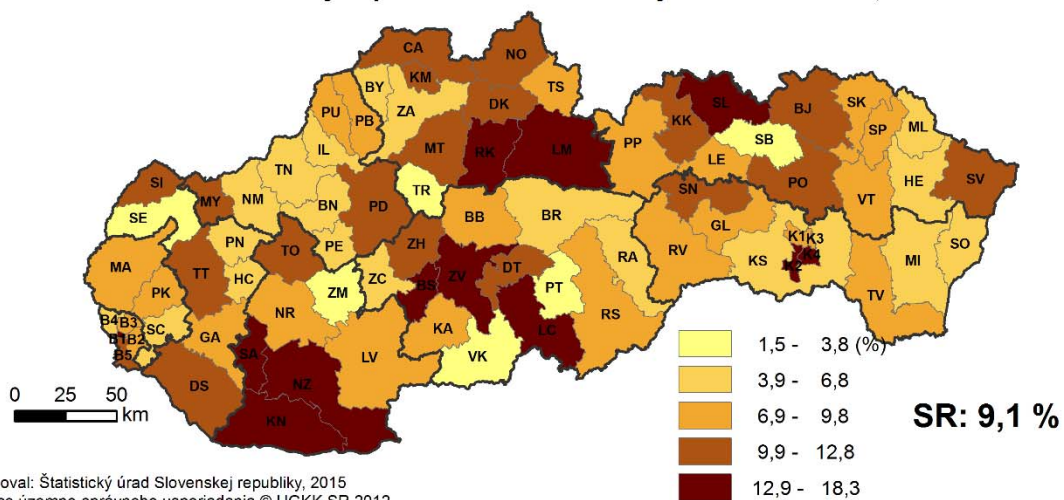 CA
NO
KM
TS
BY
ZA
DK
PU
PB
SL
BJ
SK
KK
SP
ML
IL
MT
RK
LM
PP
SB
LE
TN
HE
SV
SI
MY
NM
BN
PD
TR
PO
SN
VT
SE
BB
BR
PN
PE
TO
ZH
RA
RV
GL
K1
K3
SO
MA
TT
HC
ZM
ZC
ZV
DT
KS
K4
MI
PK
BS
PT
NR
TV
B4
B3
SC
GA
KA
RS
B1
B2
LV
LC
B5
SA
NZ
VK
DS
KN
0 25 50
km
1,5 - 3,8 (%)
3,9 - 6,8
6,9 - 9,8
9,9 - 12,8
12,9 - 18,3
SR: 9,1 %
oval: Štatistický úrad Slovenskej republiky, 2015